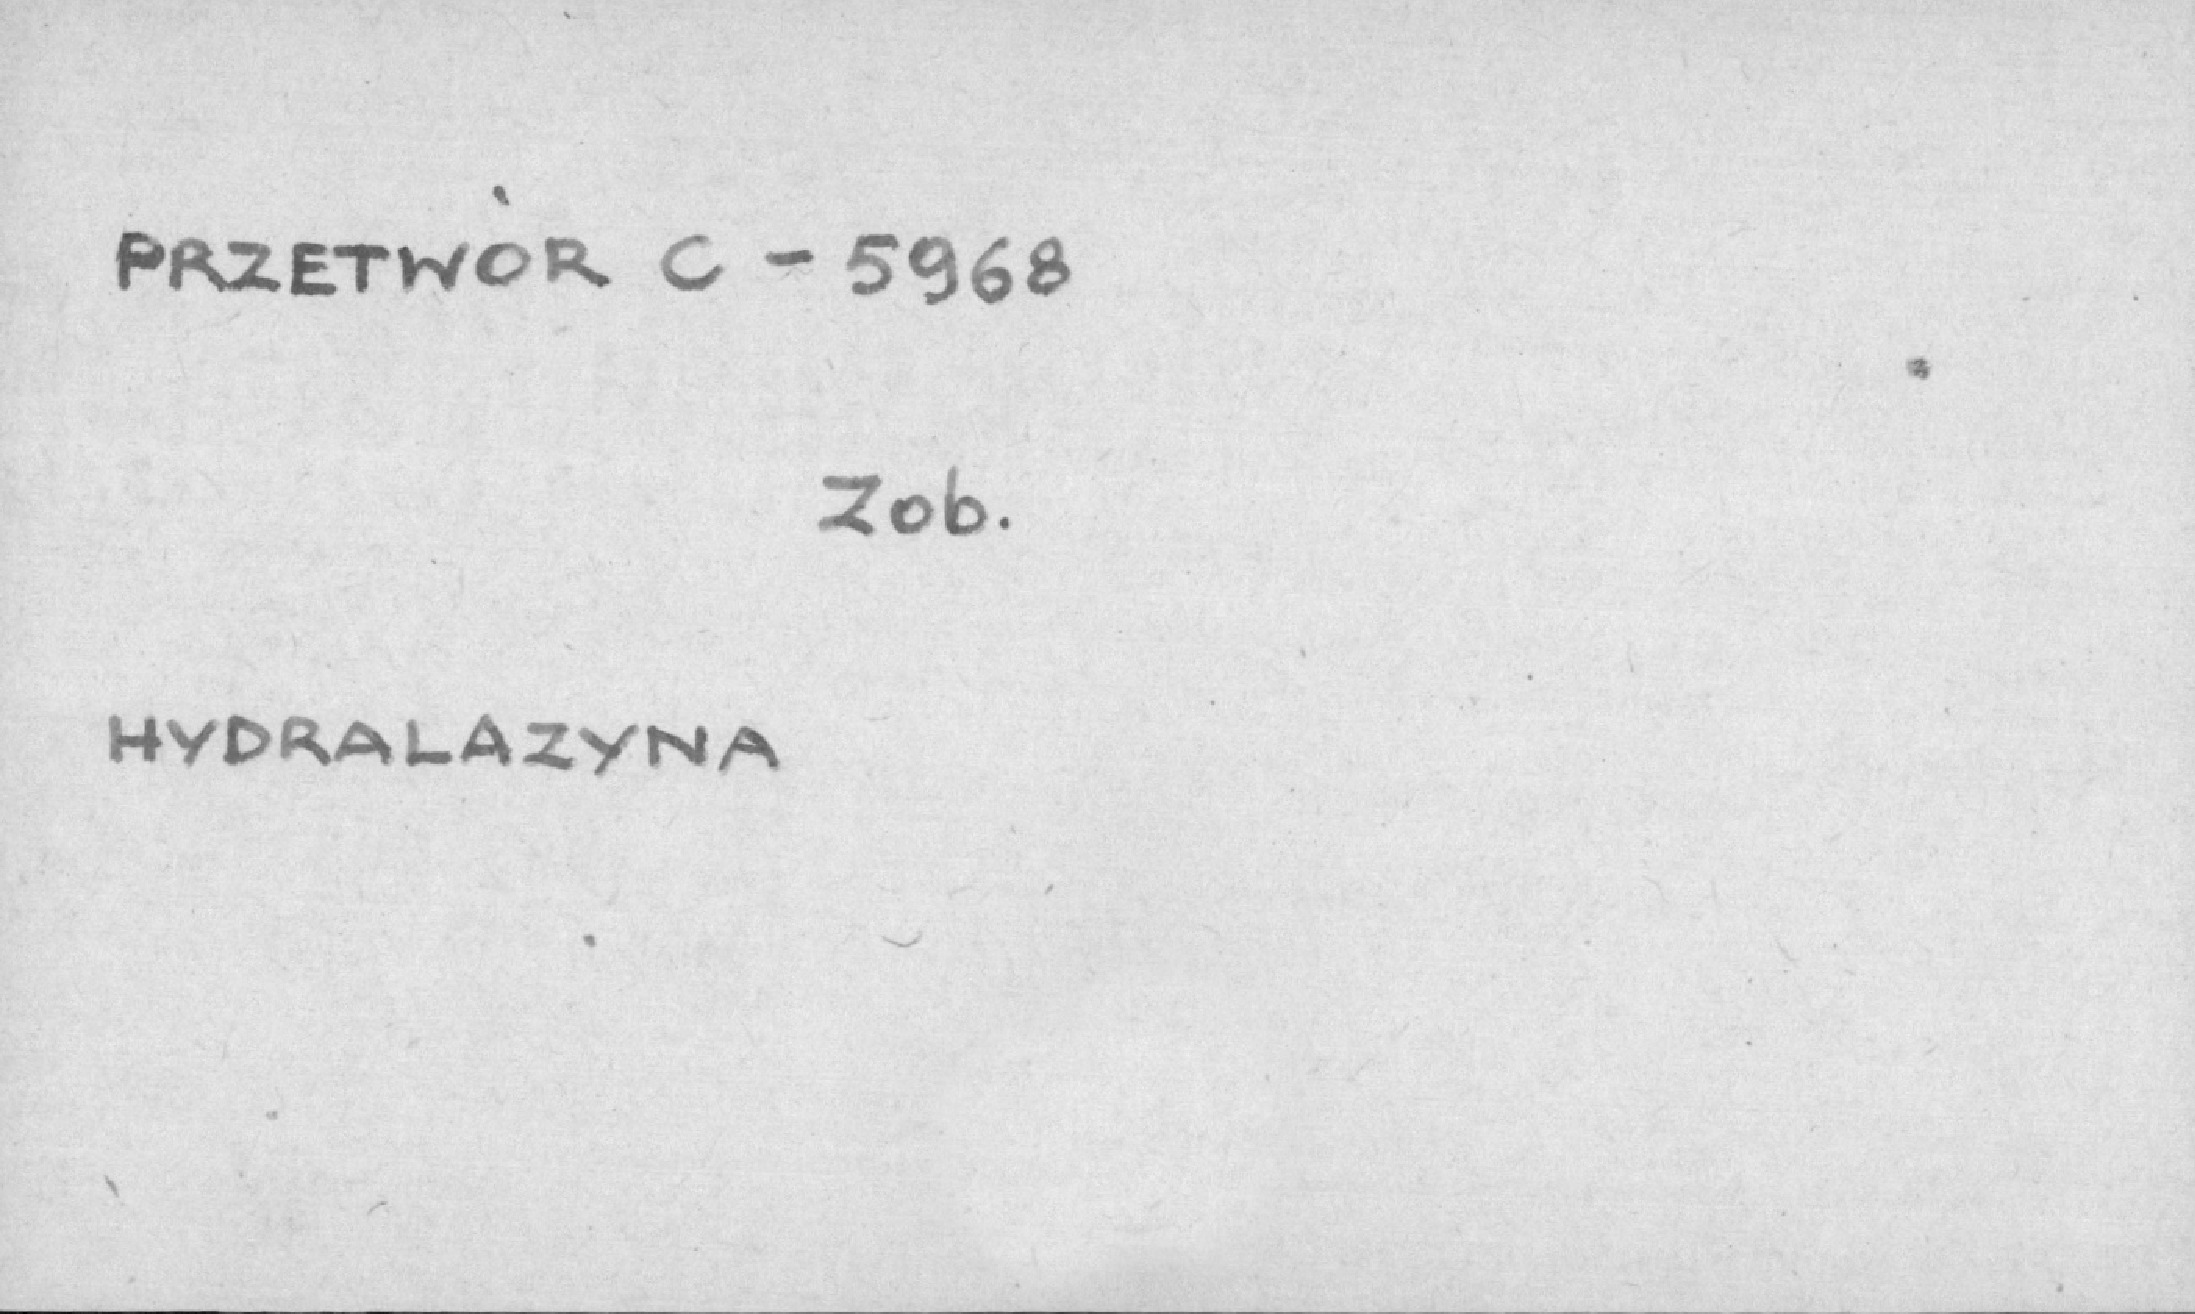 PRZETWÓR C - 5968
Zob.
HYDRALAZYNA